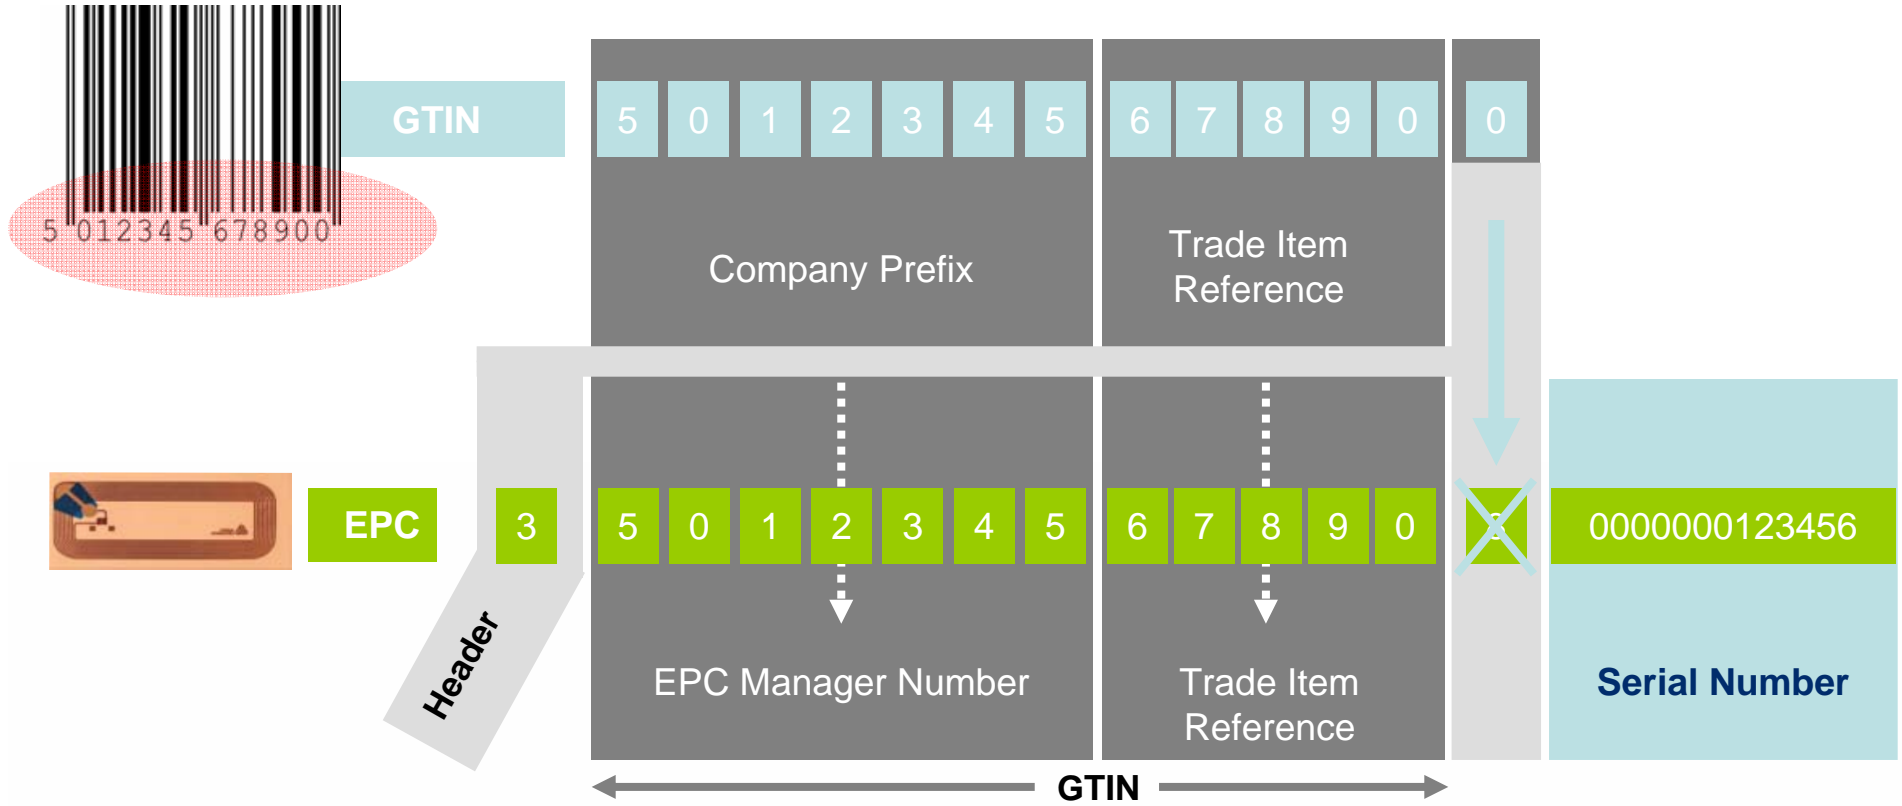 GTIN 5 0 1 2 3 4 5 6 7 8 9 0 0
5 012345 678900
Company Prefix
Trade Item
Reference
EPC 3 5 0 1 2 3 4 5 6 7 8 9 0 0000000123456
Header
EPC Manager Number
Trade Item
Reference
Serial Number
GTIN